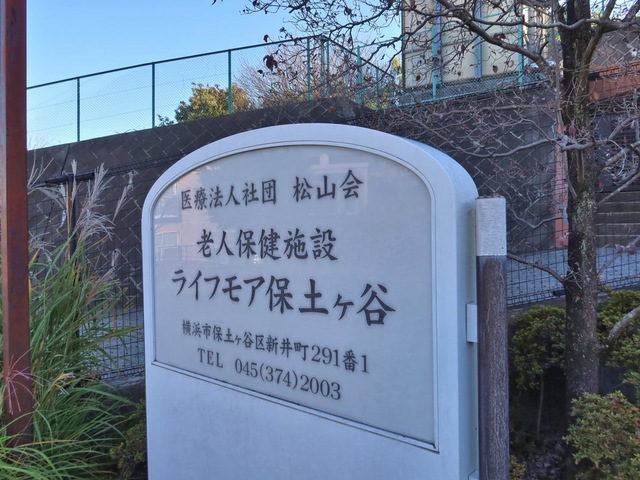 医療法人社団 松山会
老人保健施設
ライフモア保土ヶ谷
横浜市保土ヶ谷区新井町291番1
TEL 045(374)2003